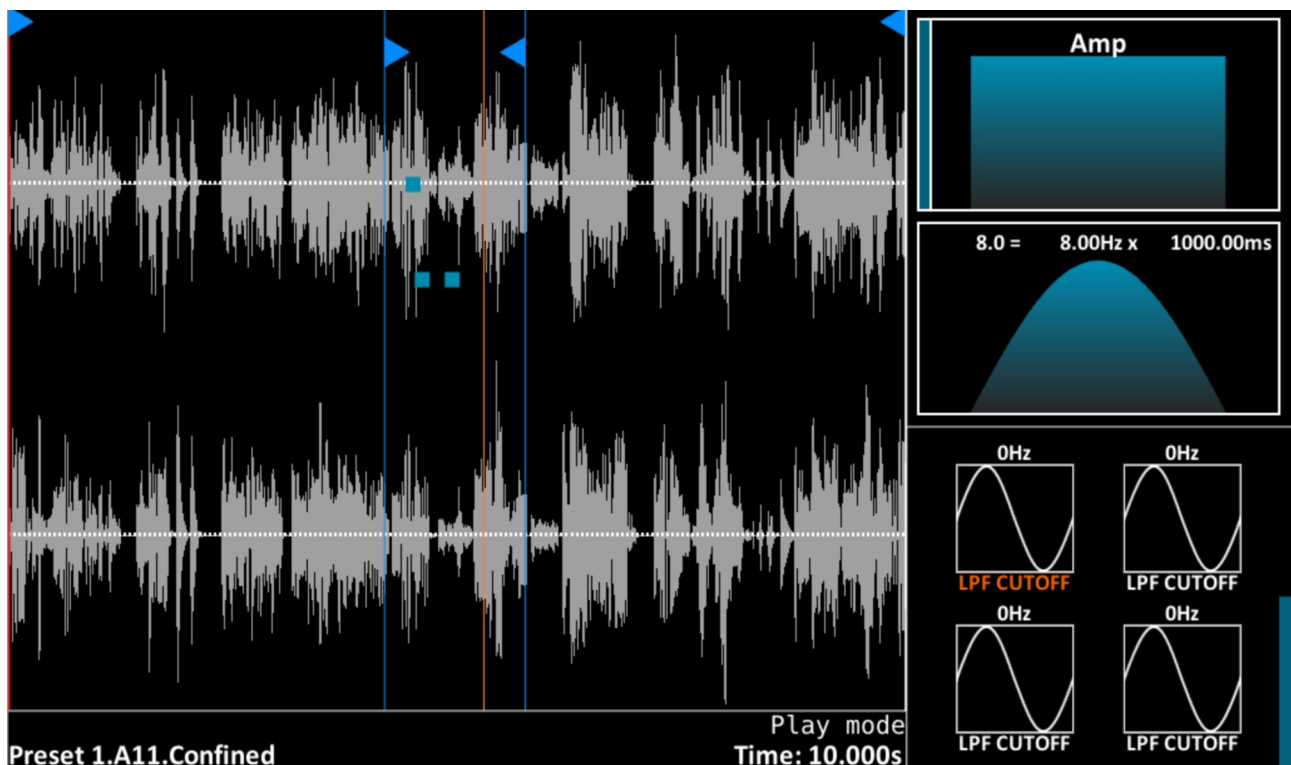 Amp
8.0 = 8.00Hz x 1000.00ms
0Hz 0Hz
LPF CUTOFF LPF CUTOFF
0Hz 0Hz
LPF CUTOFF LPF CUTOFF
Play mode
Preset 1.A11.Confined Time: 10.000s